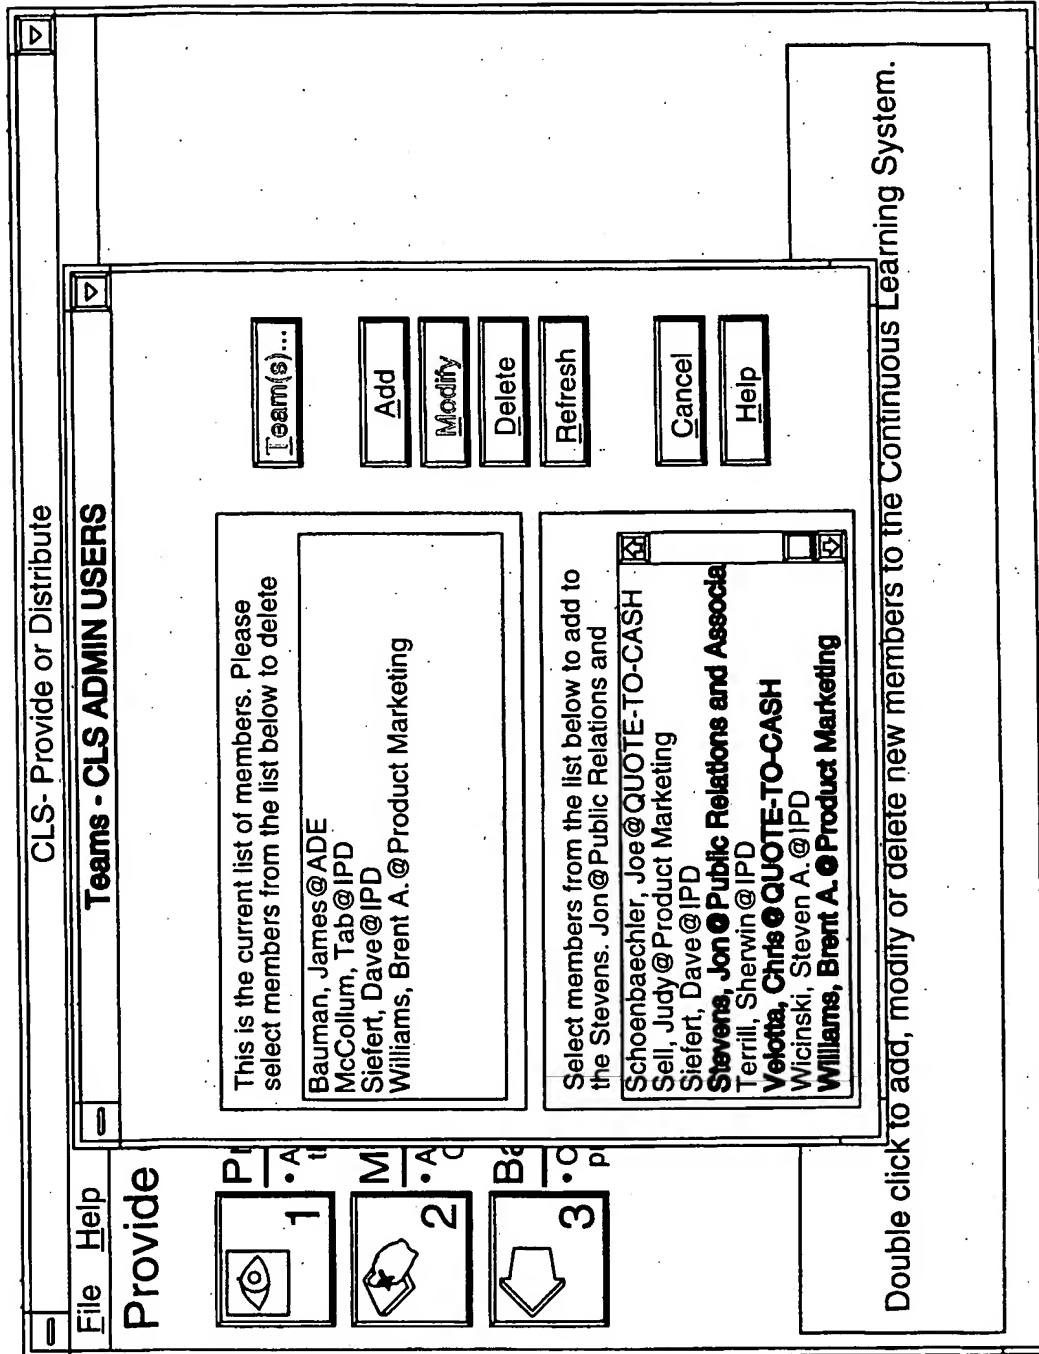 CLS- Provide or Distribute
File Help
Provide
Teams - CLS ADMIN USERS
This is the current list of members. Please
select members from the list below to delete
Bauman, James@ADE
McCollum, Tab@IPD
Siefert, Dave@IPD
Williams, Brent A.@Product Marketing
Select members from the list below to add to
the Stevens. Jon@Public Relations and
Schoenbaechler, Joe@QUOTE-TO-CASH
Sell, Judy@Product Marketing
Siefert, Dave@IPD
Stevens, Jon@Public Relations and Associa
Terrill, Sherwin@IPD
Velotta, Chris@QUOTE-TO-CASH
Wicinski, Steven A.@IPD
Williams, Brent A.@Product Marketing
Team(s)...
Add
Modify
Delete
Refresh
Cancel
Help
1
2
3
Double click to add, modify or delete new members to the Continuous Learning System.